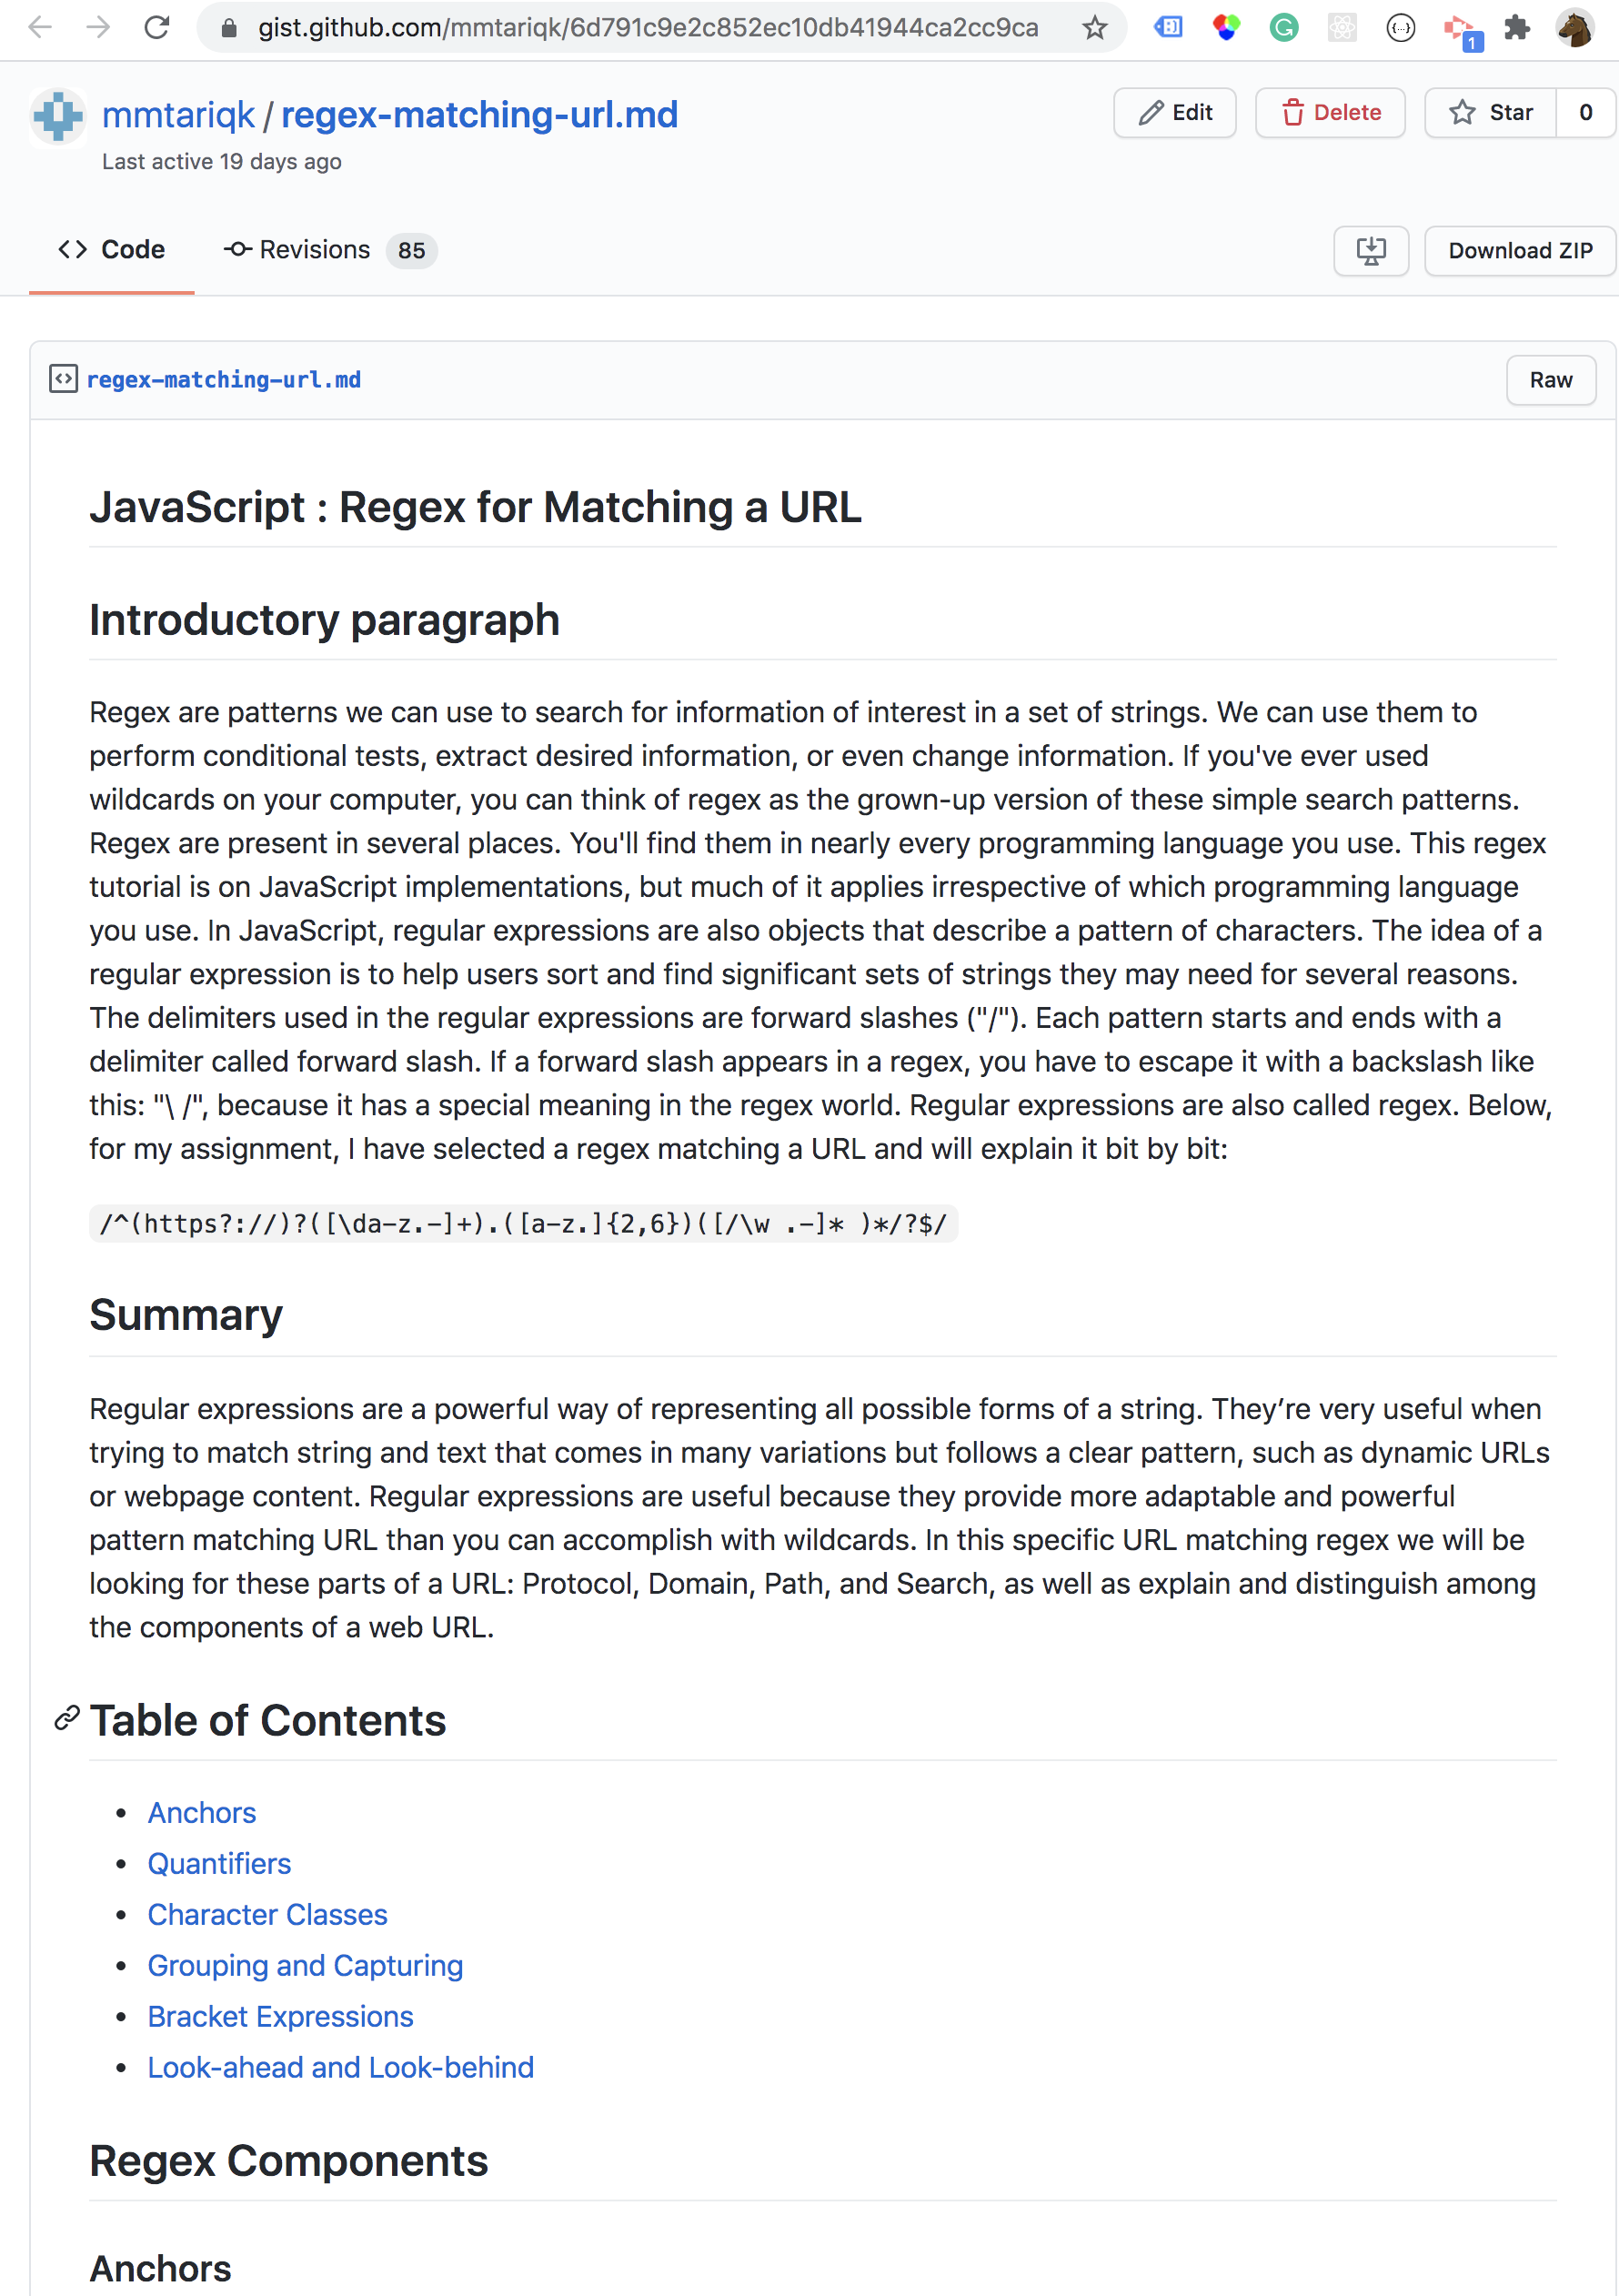 gist.github.com/mmtariqk/6d791c9e2c852ec10db41944ca2cc9ca
1
mmtariqk / regex-matching-url.md
Edit
Delete
Star
0
Last active 19 days ago
Code
Revisions 85
Download ZIP
regex-matching-url.md
Raw
JavaScript : Regex for Matching a URL
Introductory paragraph
Regex are patterns we can use to search for information of interest in a set of strings. We can use them to
perform conditional tests, extract desired information, or even change information. If you've ever used
wildcards on your computer, you can think of regex as the grown-up version of these simple search patterns.
Regex are present in several places. You'll find them in nearly every programming language you use. This regex
tutorial is on JavaScript implementations, but much of it applies irrespective of which programming language
you use. In JavaScript, regular expressions are also objects that describe a pattern of characters. The idea of a
regular expression is to help users sort and find significant sets of strings they may need for several reasons.
The delimiters used in the regular expressions are forward slashes ("/"). Each pattern starts and ends with a
delimiter called forward slash. If a forward slash appears in a regex, you have to escape it with a backslash like
this: "\ /", because it has a special meaning in the regex world. Regular expressions are also called regex. Below,
for my assignment, I have selected a regex matching a URL and will explain it bit by bit:
/^(https?://)?([\da-z.-]+).([a-z.]{2,6})([/\w .-]* )*/?$/
Summary
Regular expressions are a powerful way of representing all possible forms of a string. They’re very useful when
trying to match string and text that comes in many variations but follows a clear pattern, such as dynamic URLs
or webpage content. Regular expressions are useful because they provide more adaptable and powerful
pattern matching URL than you can accomplish with wildcards. In this specific URL matching regex we will be
looking for these parts of a URL: Protocol, Domain, Path, and Search, as well as explain and distinguish among
the components of a web URL.
Table of Contents
• Anchors
• Quantifiers
• Character Classes
• Grouping and Capturing
• Bracket Expressions
• Look-ahead and Look-behind
Regex Components
Anchors